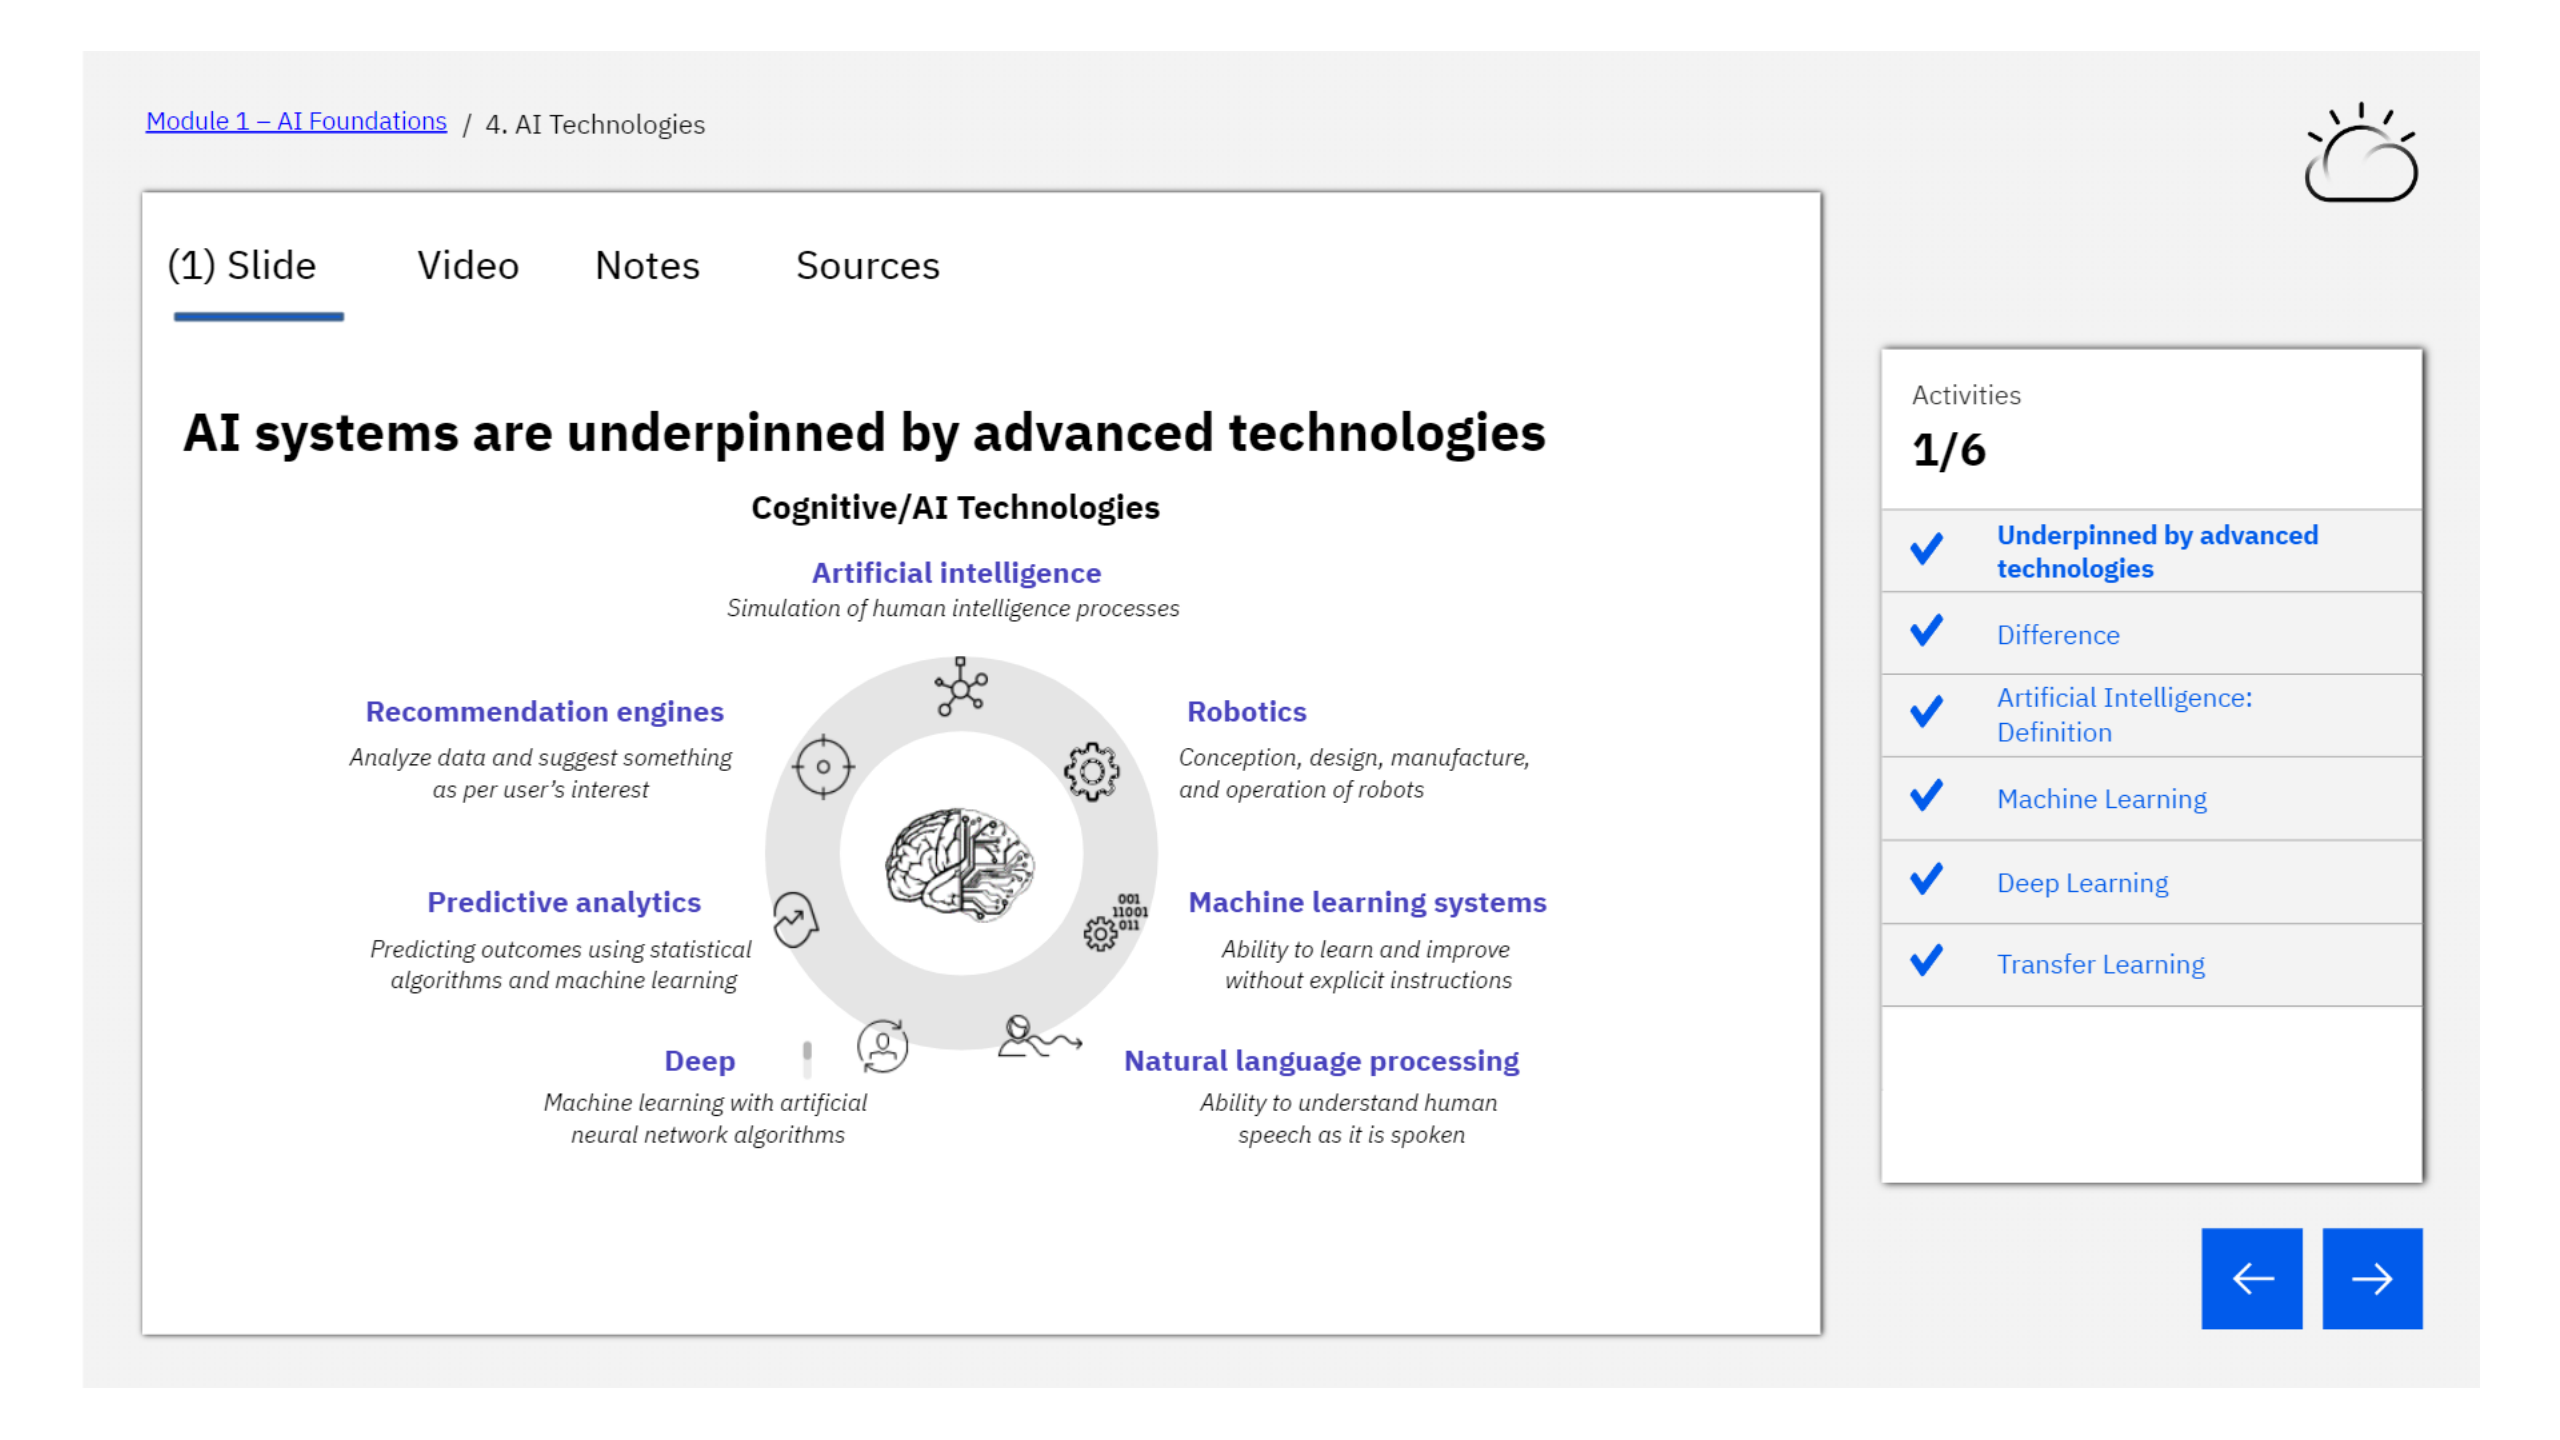 Module 1 – AI Foundations / 4. AI Technologies
(1) Slide Video Notes Sources
AI systems are underpinned by advanced technologies
Cognitive/AI Technologies
Artificial intelligence
Simulation of human intelligence processes
Recommendation engines
Analyze data and suggest something
as per user’s interest
Robotics
Conception, design, manufacture,
and operation of robots
Predictive analytics
Predicting outcomes using statistical
algorithms and machine learning
001
11001
011
Machine learning systems
Ability to learn and improve
without explicit instructions
Deep
Machine learning with artificial
neural network algorithms
Natural language processing
Ability to understand human
speech as it is spoken
Activities
1/6
Underpinned by advanced
technologies
Difference
Artificial Intelligence:
Definition
Machine Learning
Deep Learning
Transfer Learning